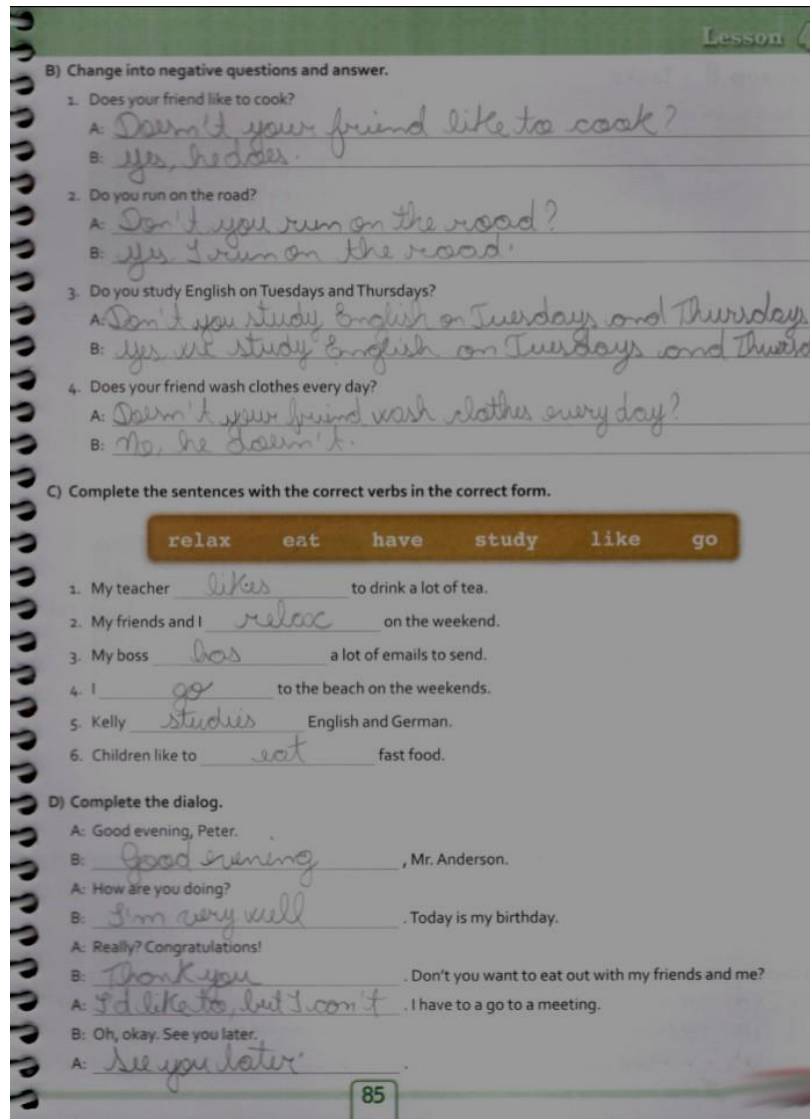 Lesson
B) Change into negative questions and answer.
1. Does your friend like to cook?
A: Doesn't your friend like to cook?
B: Yes, he does.
2. Do you run on the road?
A: Don't you run on the road?
B: Yes I run on the road.
3. Do you study English on Tuesdays and Thursdays?
A: Don't you study English on Tuesdays and Thursdays
B: Yes we study English on Tuesdays and Thursd
4. Does your friend wash clothes every day?
A: Doesn't your friend wash clothes every day?
B: No, he doesn't.
C) Complete the sentences with the correct verbs in the correct form.
relax eat have study like go
1. My teacher likes to drink a lot of tea.
2. My friends and I relax on the weekend.
3. My boss has a lot of emails to send.
4. I go to the beach on the weekends.
5. Kelly studies English and German.
6. Children like to eat fast food.
D) Complete the dialog.
A: Good evening, Peter.
B: Good evening, Mr. Anderson.
A: How are you doing?
B: I'm very well. Today is my birthday.
A: Really? Congratulations!
B: Thank you. Don't you want to eat out with my friends and me?
A: I'd like to, but I can't. I have to a go to a meeting.
B: Oh, okay. See you later.
A: See you later.
85